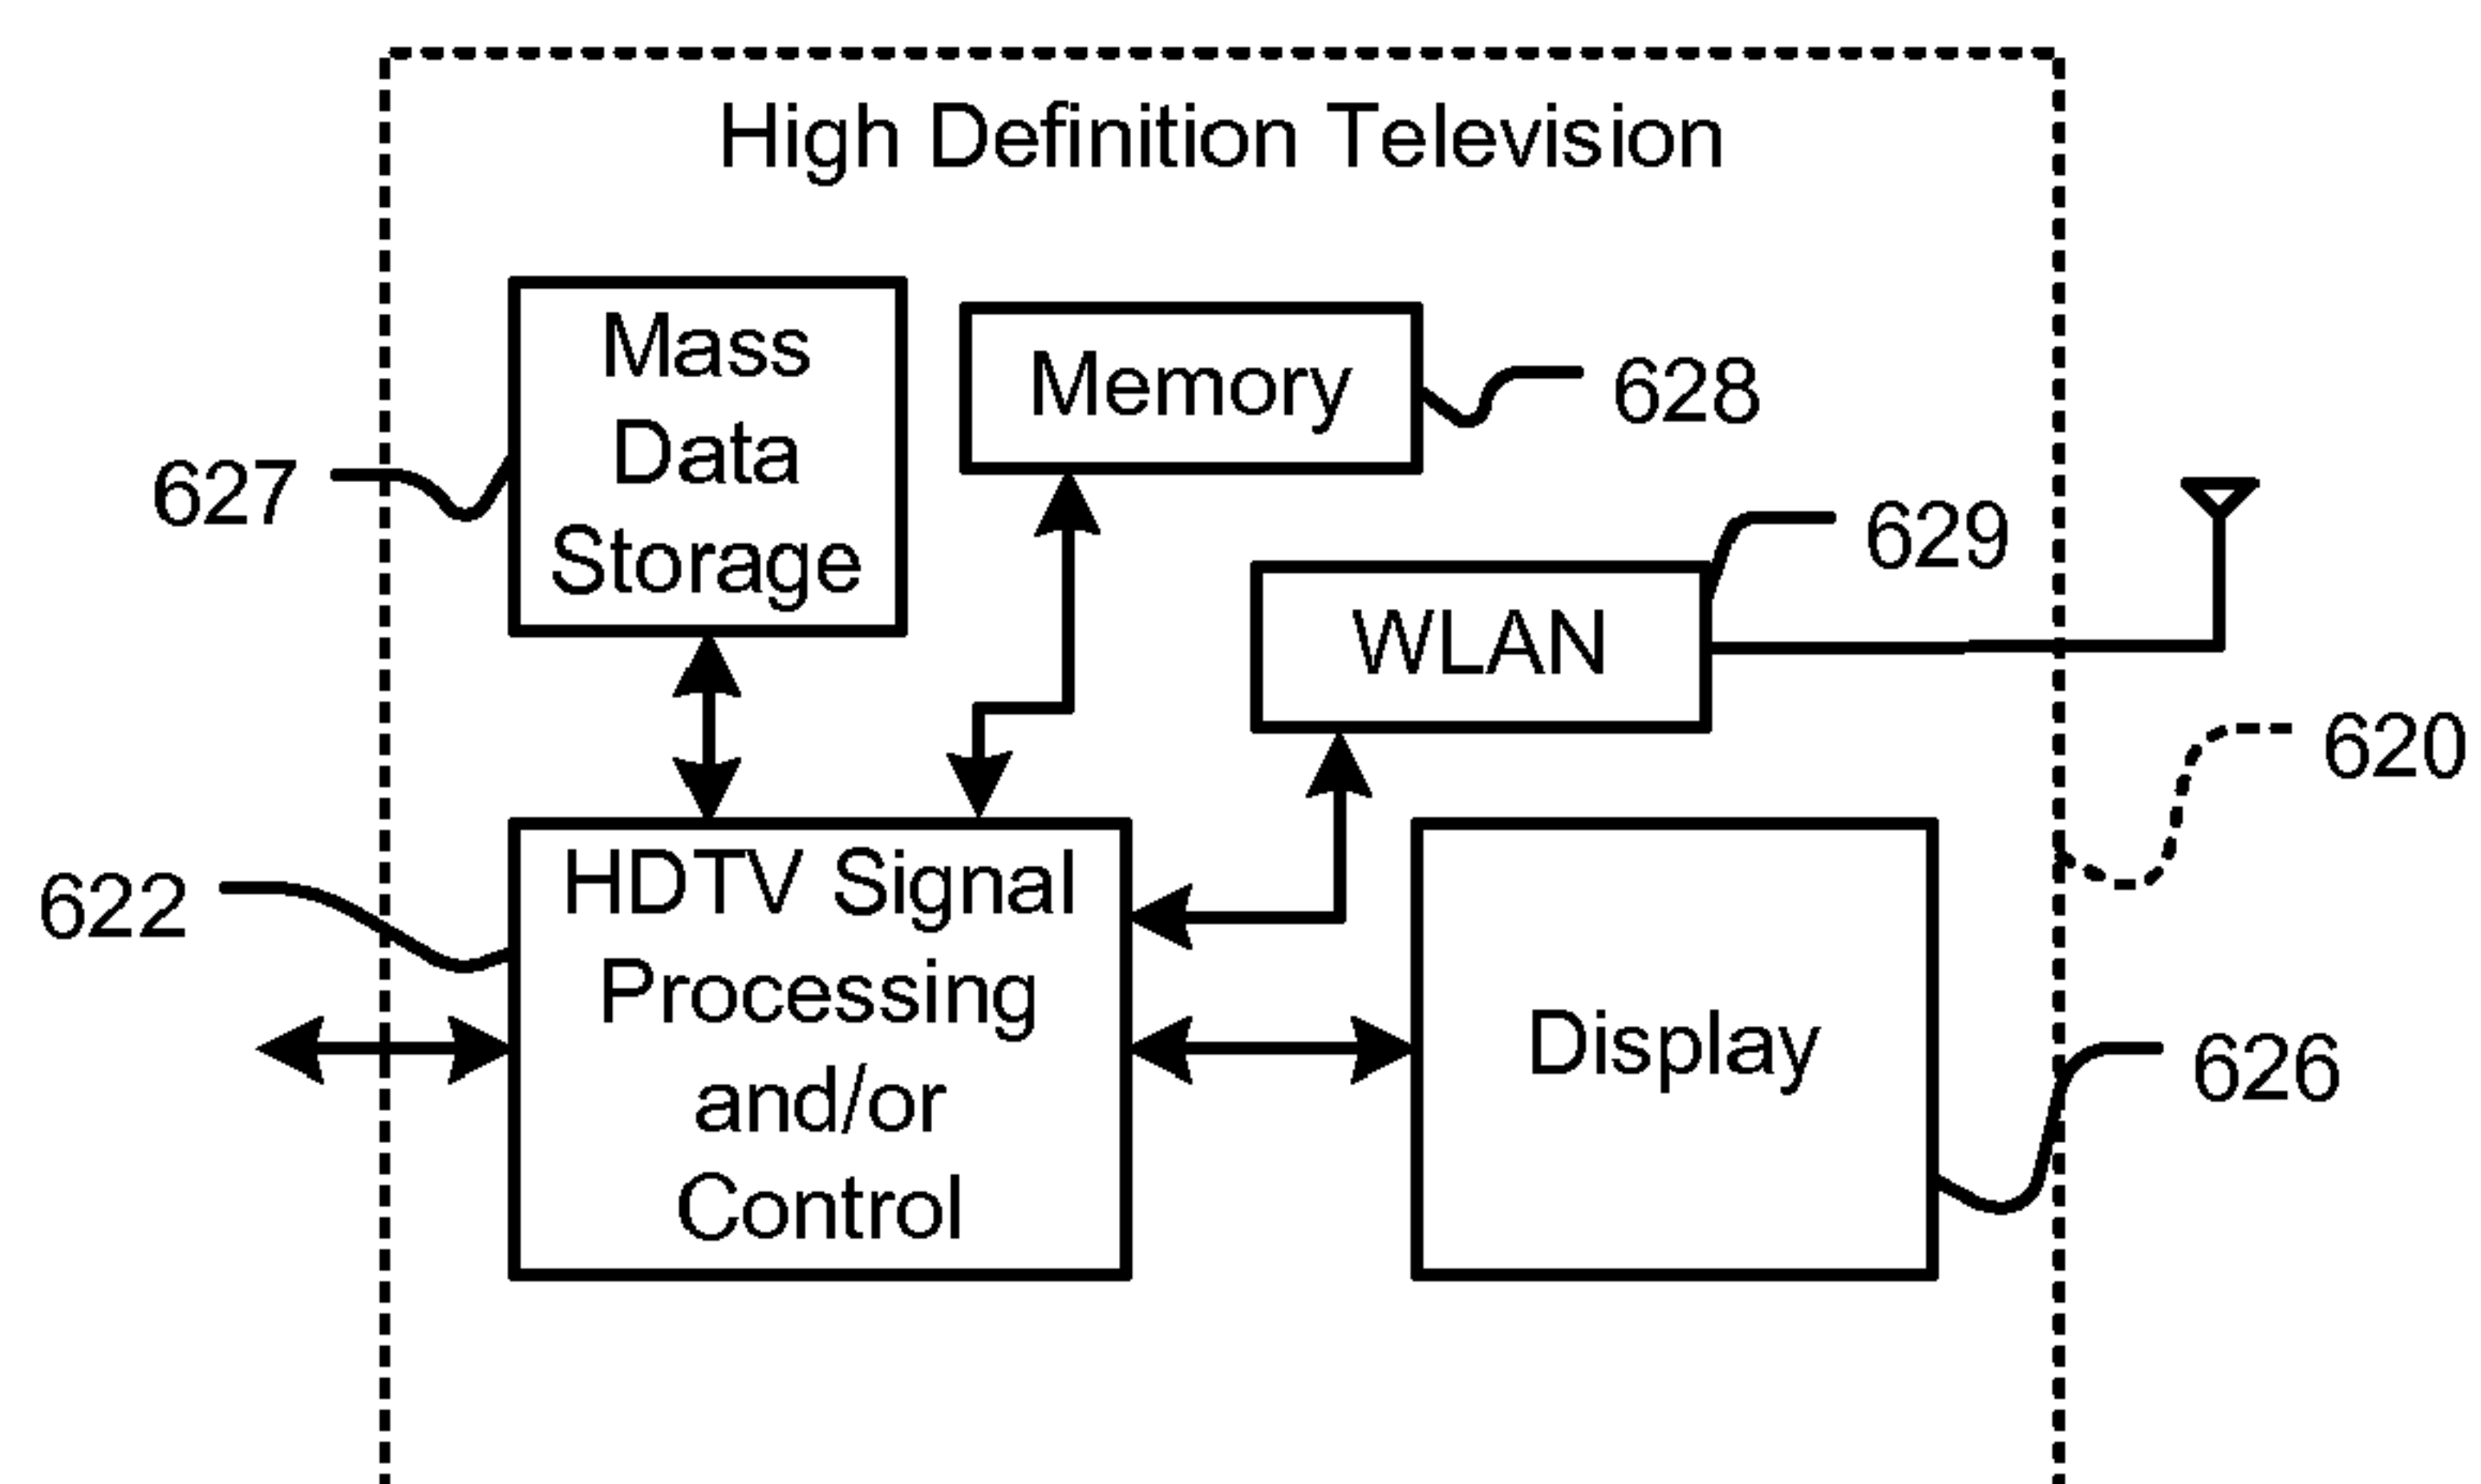 High Definition Television
Mass
Data
Storage
627
Memory
628
WLAN
629
620
HDTV Signal
Processing
and/or
Control
622
Display
626